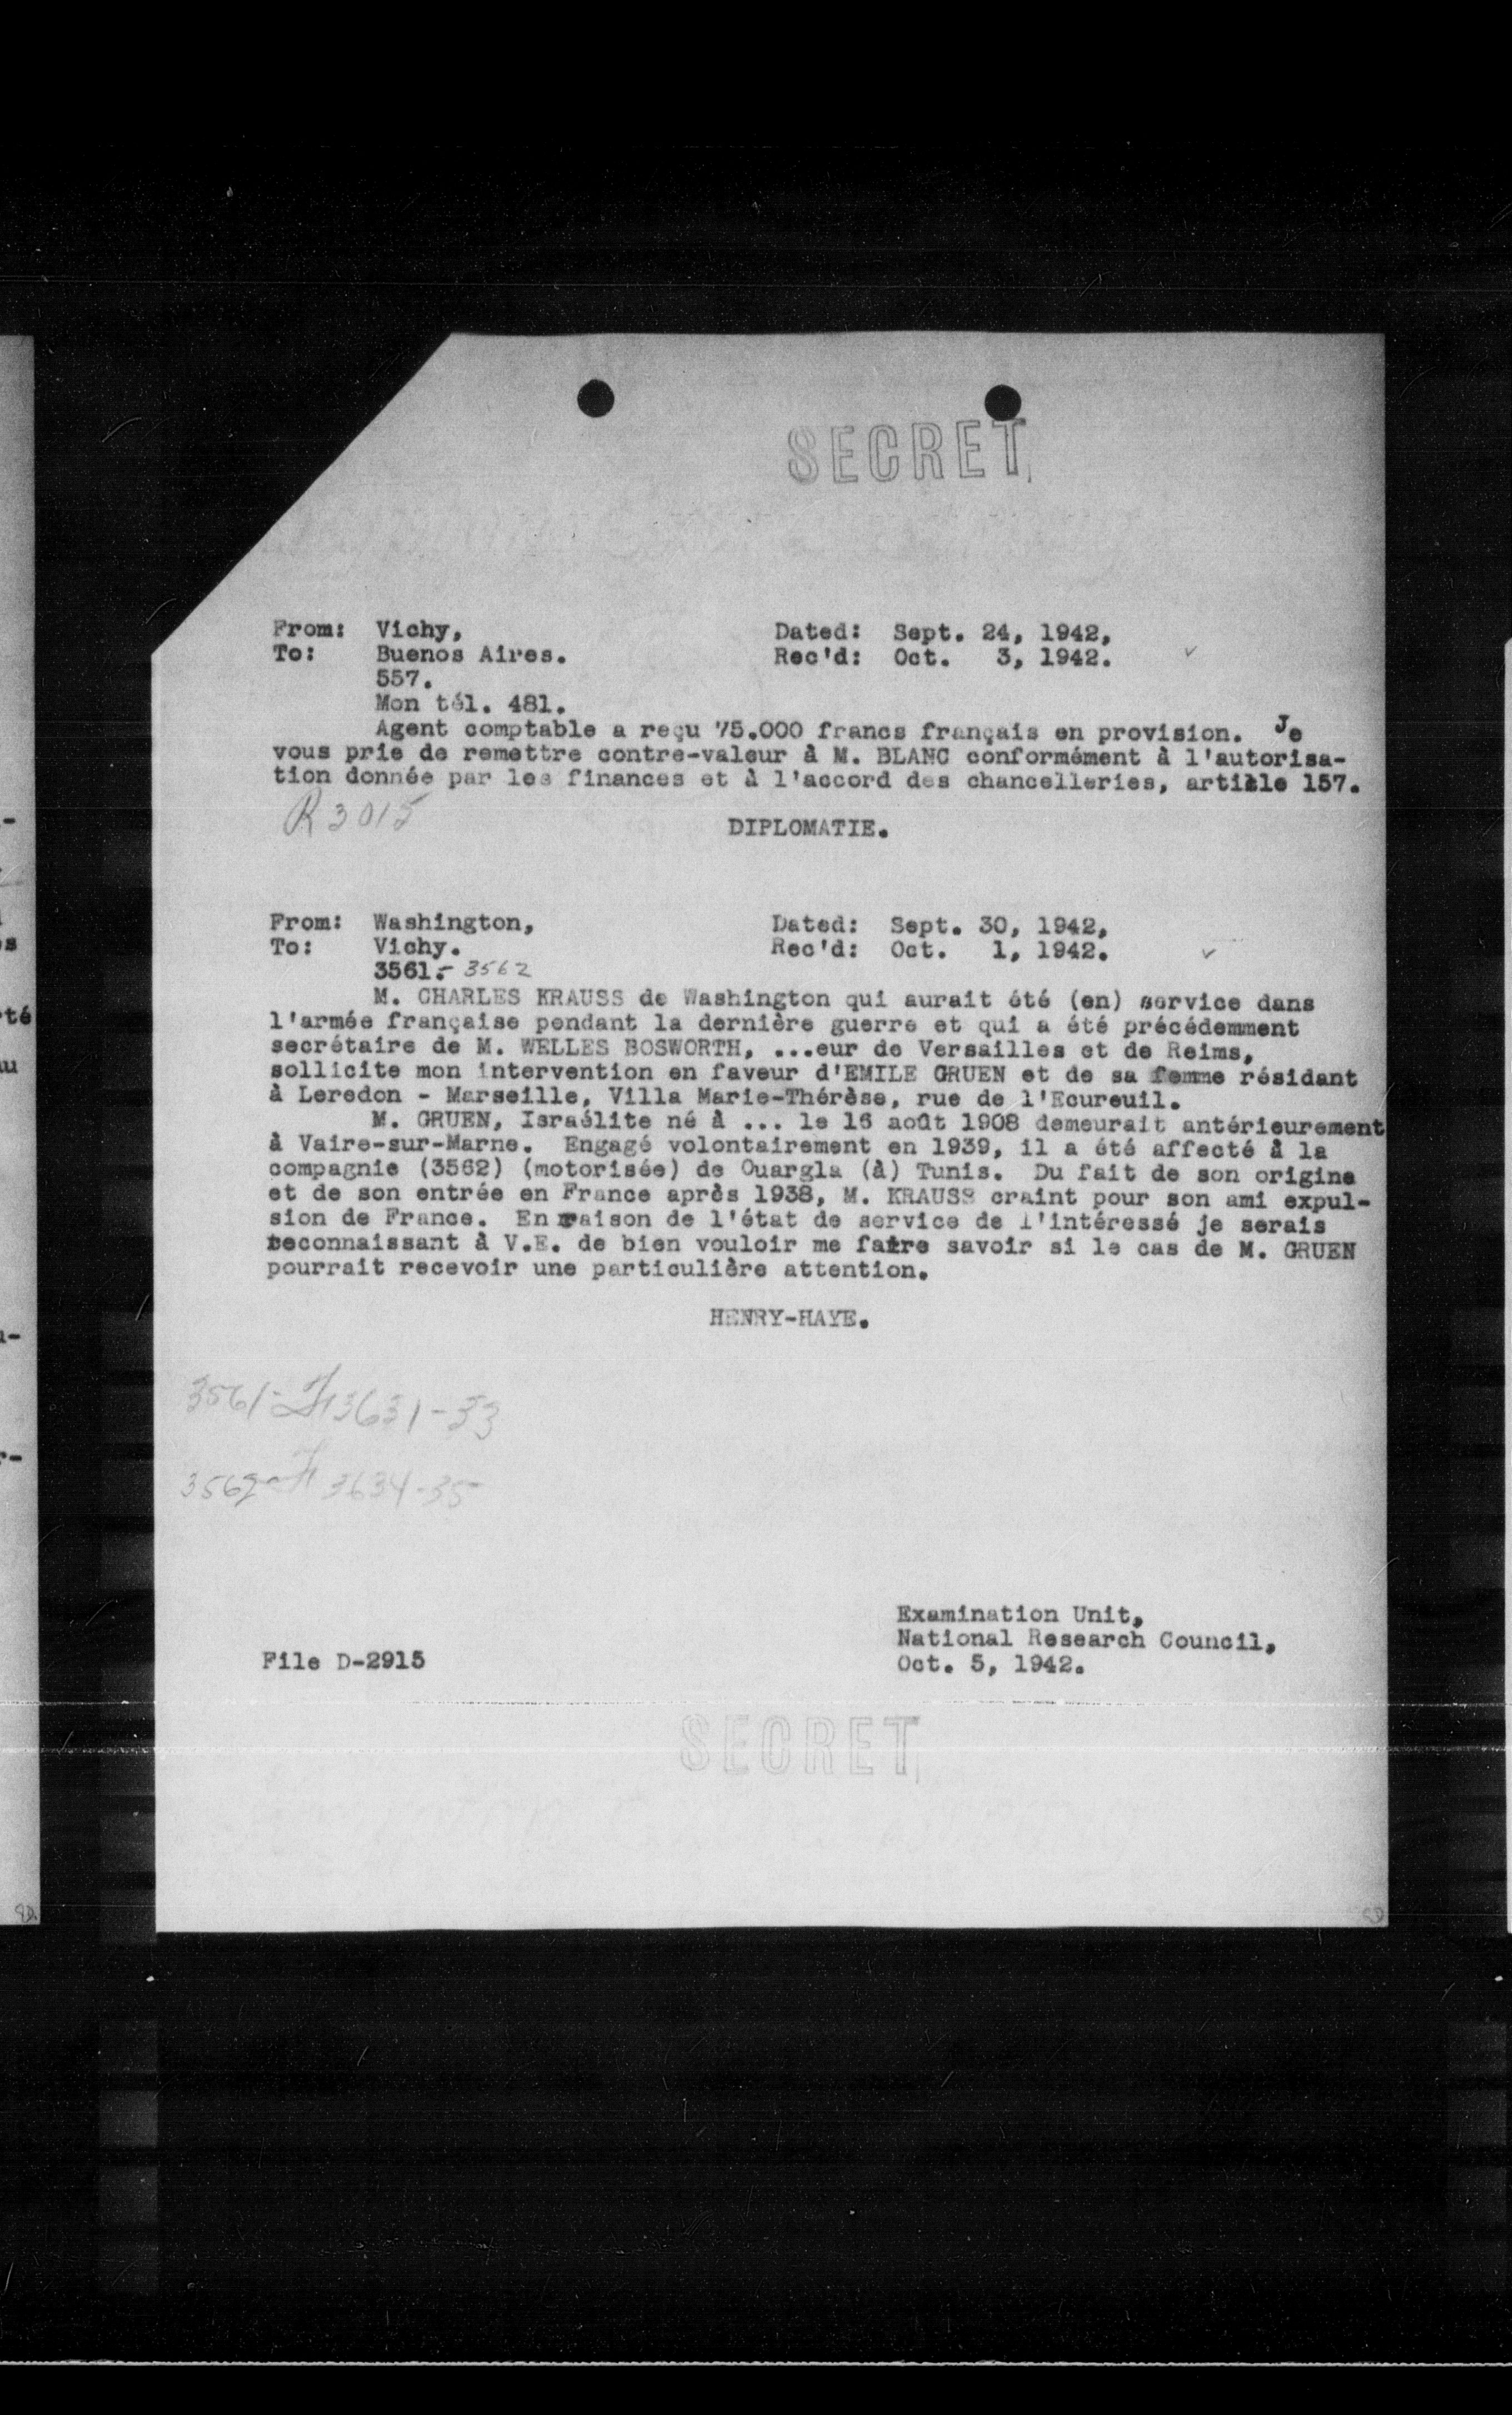 SECRET
From: Vichy, Dated: Sept. 24, 1942,
To: Buenos Aires. Rec'd: Oct. 3, 1942.
557.
Mon tél. 481.
Agent comptable a reçu 75.000 francs français en provision. Je
vous prie de remettre contre-valeur à M. BLANC conformément à l'autorisa-
tion donnée par les finances et à l'accord des chancelleries, article 157.
R3015
DIPLOMATIE.
From: Washington, Dated: Sept. 30, 1942,
To: Vichy. Rec'd: Oct. 1, 1942.
3561.- 3562
M. CHARLES KRAUSS de Washington qui aurait été (en) service dans
l'armée française pendant la dernière guerre et qui a été précédemment
secrétaire de M. WELLES BOSWORTH, ...eur de Versailles et de Reims,
sollicite mon intervention en faveur d'EMILE GRUEN et de sa femme résidant
à Leredon - Marseille, Villa Marie-Thérèse, rue de l'Ecureuil.
M. GRUEN, Israélite né à ... le 16 août 1908 demeurait antérieurement
à Vaire-sur-Marne. Engagé volontairement en 1939, il a été affecté à la
compagnie (3562) (motorisée) de Ouargla (à) Tunis. Du fait de son origine
et de son entrée en France après 1938, M. KRAUSS craint pour son ami expul-
sion de France. En raison de l'état de service de l'intéressé je serais
reconnaissant à V.E. de bien vouloir me faire savoir si le cas de M. GRUEN
pourrait recevoir une particulière attention.
HENRY-HAYE.
3561- 3631-33
3562- 3634-35
Examination Unit,
National Research Council,
File D-2915 Oct. 5, 1942.
SECRET